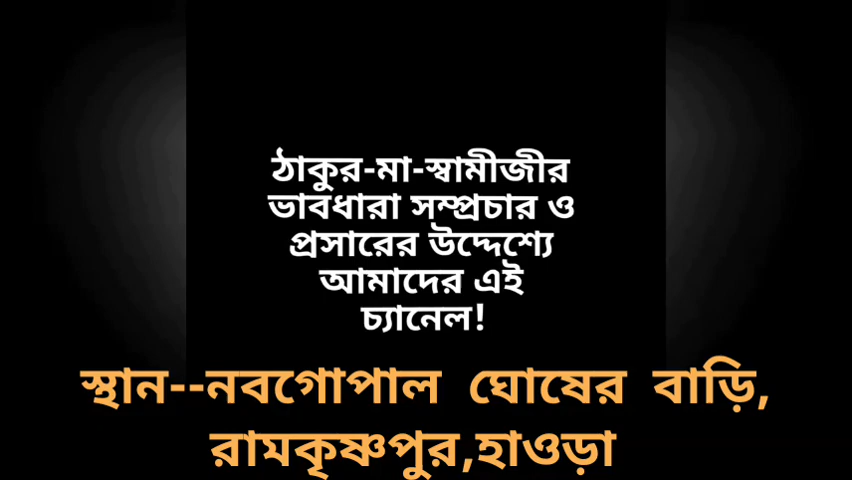 ঠাকুর-মা-স্বামীজীর
ভাবধারা সম্প্রচার ও
প্রসারের উদ্দেশ্যে
আমাদের এই
চ্যানেল!
স্থান--নবগোপাল ঘোষের বাড়ি,
রামকৃষ্ণপুর,হাওড়া